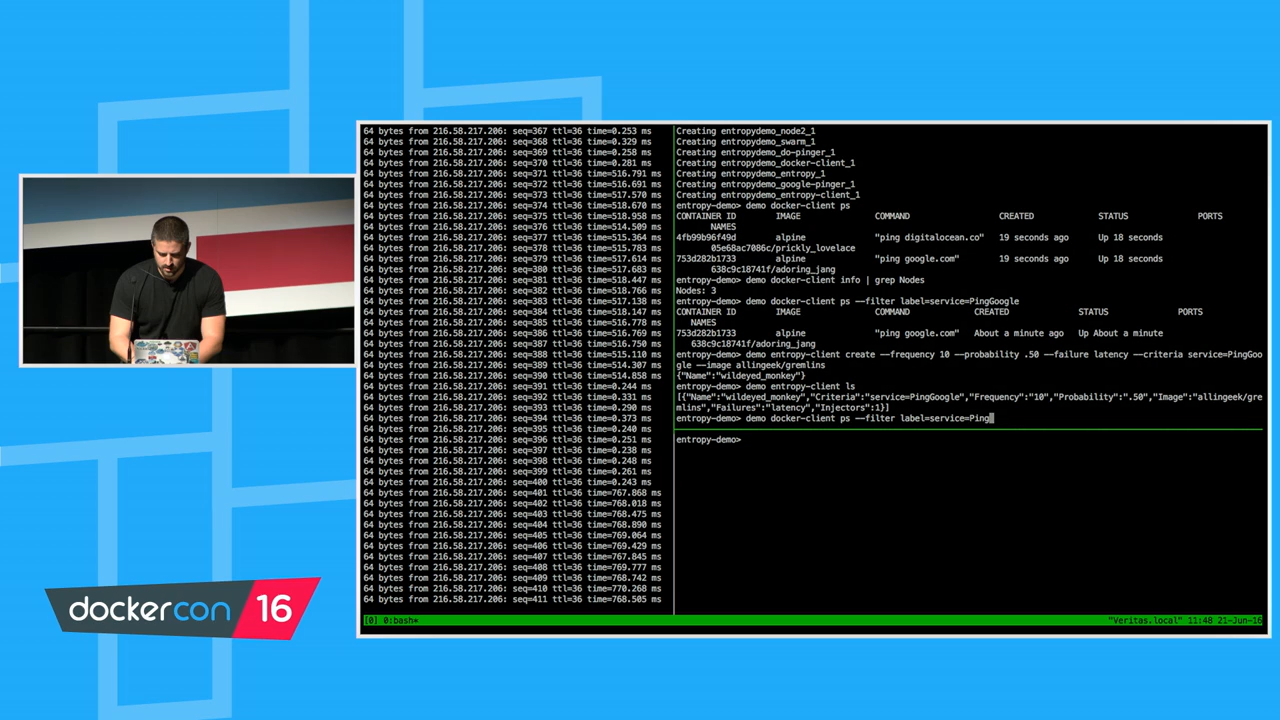 64 bytes from 216.58.217.206: seq=367 ttl=36 time=0.253 ms
64 bytes from 216.58.217.206: seq=368 ttl=36 time=0.329 ms
64 bytes from 216.58.217.206: seq=369 ttl=36 time=0.258 ms
64 bytes from 216.58.217.206: seq=370 ttl=36 time=0.281 ms
64 bytes from 216.58.217.206: seq=371 ttl=36 time=516.791 ms
64 bytes from 216.58.217.206: seq=372 ttl=36 time=516.691 ms
64 bytes from 216.58.217.206: seq=373 ttl=36 time=517.570 ms
64 bytes from 216.58.217.206: seq=374 ttl=36 time=518.670 ms
64 bytes from 216.58.217.206: seq=375 ttl=36 time=518.958 ms
64 bytes from 216.58.217.206: seq=376 ttl=36 time=514.509 ms
64 bytes from 216.58.217.206: seq=377 ttl=36 time=515.364 ms
64 bytes from 216.58.217.206: seq=378 ttl=36 time=515.783 ms
64 bytes from 216.58.217.206: seq=379 ttl=36 time=517.614 ms
64 bytes from 216.58.217.206: seq=380 ttl=36 time=517.683 ms
64 bytes from 216.58.217.206: seq=381 ttl=36 time=518.447 ms
64 bytes from 216.58.217.206: seq=382 ttl=36 time=518.766 ms
64 bytes from 216.58.217.206: seq=383 ttl=36 time=517.138 ms
64 bytes from 216.58.217.206: seq=384 ttl=36 time=518.147 ms
64 bytes from 216.58.217.206: seq=385 ttl=36 time=516.778 ms
64 bytes from 216.58.217.206: seq=386 ttl=36 time=516.769 ms
64 bytes from 216.58.217.206: seq=387 ttl=36 time=516.750 ms
64 bytes from 216.58.217.206: seq=388 ttl=36 time=515.110 ms
64 bytes from 216.58.217.206: seq=389 ttl=36 time=514.307 ms
64 bytes from 216.58.217.206: seq=390 ttl=36 time=514.858 ms
64 bytes from 216.58.217.206: seq=391 ttl=36 time=0.244 ms
64 bytes from 216.58.217.206: seq=392 ttl=36 time=0.331 ms
64 bytes from 216.58.217.206: seq=393 ttl=36 time=0.290 ms
64 bytes from 216.58.217.206: seq=394 ttl=36 time=0.373 ms
64 bytes from 216.58.217.206: seq=395 ttl=36 time=0.240 ms
64 bytes from 216.58.217.206: seq=396 ttl=36 time=0.251 ms
64 bytes from 216.58.217.206: seq=397 ttl=36 time=0.238 ms
64 bytes from 216.58.217.206: seq=398 ttl=36 time=0.248 ms
64 bytes from 216.58.217.206: seq=399 ttl=36 time=0.261 ms
64 bytes from 216.58.217.206: seq=400 ttl=36 time=0.243 ms
64 bytes from 216.58.217.206: seq=401 ttl=36 time=767.868 ms
64 bytes from 216.58.217.206: seq=402 ttl=36 time=768.018 ms
64 bytes from 216.58.217.206: seq=403 ttl=36 time=768.475 ms
64 bytes from 216.58.217.206: seq=404 ttl=36 time=768.890 ms
64 bytes from 216.58.217.206: seq=405 ttl=36 time=769.064 ms
64 bytes from 216.58.217.206: seq=406 ttl=36 time=769.429 ms
64 bytes from 216.58.217.206: seq=407 ttl=36 time=767.845 ms
64 bytes from 216.58.217.206: seq=408 ttl=36 time=769.777 ms
64 bytes from 216.58.217.206: seq=409 ttl=36 time=768.742 ms
64 bytes from 216.58.217.206: seq=410 ttl=36 time=770.268 ms
64 bytes from 216.58.217.206: seq=411 ttl=36 time=768.505 ms
Creating entropydemo_node2_1
Creating entropydemo_swarm_1
Creating entropydemo_do-pinger_1
Creating entropydemo_docker-client_1
Creating entropydemo_entropy_1
Creating entropydemo_google-pinger_1
Creating entropydemo_entropy-client_1
entropy-demo> demo docker-client ps
CONTAINER ID IMAGE COMMAND CREATED STATUS PORTS
NAMES
4fb99b96f49d alpine "ping digitalocean.co" 19 seconds ago Up 18 seconds
05e68ac7086c/prickly_lovelace
753d282b1733 alpine "ping google.com" 19 seconds ago Up 18 seconds
638c9c18741f/adoring_jang
entropy-demo> demo docker-client info | grep Nodes
Nodes: 3
entropy-demo> demo docker-client ps --filter label=service=PingGoogle
CONTAINER ID IMAGE COMMAND CREATED STATUS PORTS
NAMES
753d282b1733 alpine "ping google.com" About a minute ago Up About a minute
638c9c18741f/adoring_jang
entropy-demo> demo entropy-client create --frequency 10 --probability .50 --failure latency --criteria service=PingGoo
gle --image allingeek/gremlins
{"Name":"wildeyed_monkey"}
entropy-demo> demo entropy-client ls
[{"Name":"wildeyed_monkey","Criteria":"service=PingGoogle","Frequency":"10","Probability":".50","Image":"allingeek/gre
mlins","Failures":"latency","Injectors":1}]
entropy-demo> demo docker-client ps --filter label=service=Ping
entropy-demo>
[0] 0:bash* "Veritas.local" 11:48 21-Jun-16
dockercon 16